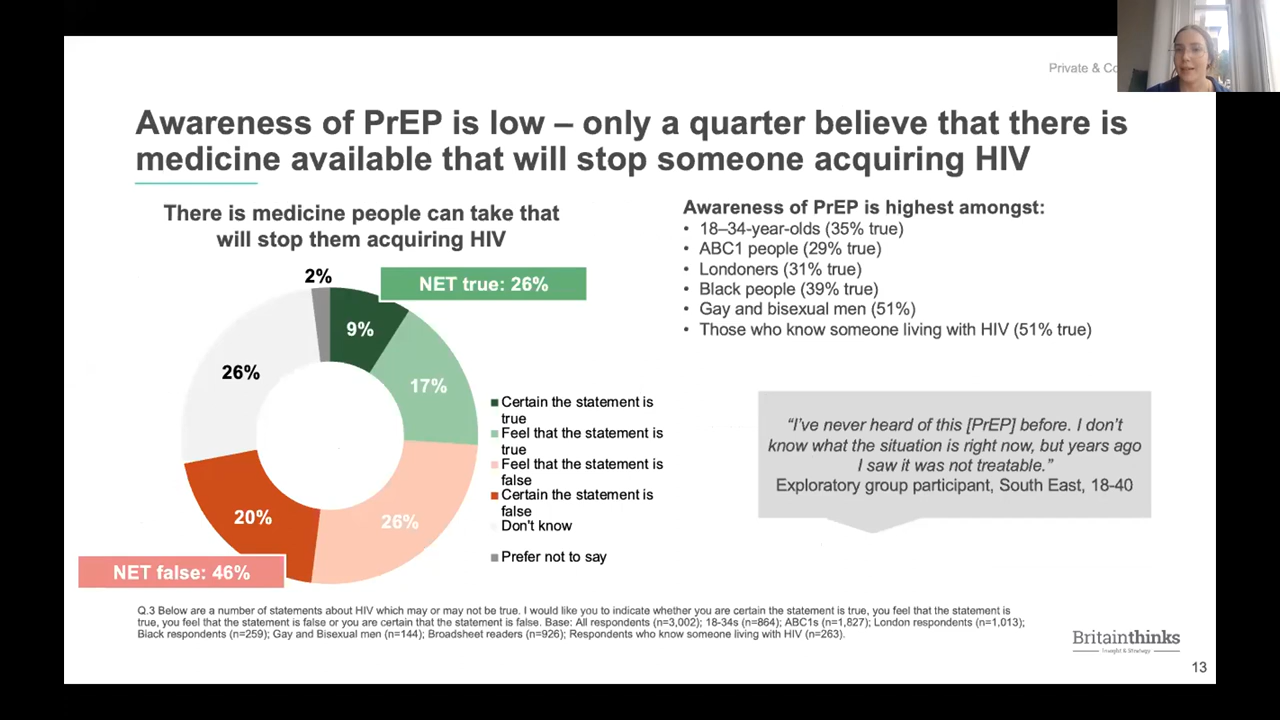 Private & Co
Awareness of PrEP is low – only a quarter believe that there is
medicine available that will stop someone acquiring HIV
There is medicine people can take that
will stop them acquiring HIV
2%
NET true: 26%
9%
17%
26%
20%
26%
NET false: 46%
Certain the statement is
true
Feel that the statement is
true
Feel that the statement is
false
Certain the statement is
false
Don't know
Prefer not to say
Awareness of PrEP is highest amongst:
• 18–34-year-olds (35% true)
• ABC1 people (29% true)
• Londoners (31% true)
• Black people (39% true)
• Gay and bisexual men (51%)
• Those who know someone living with HIV (51% true)
“I’ve never heard of this [PrEP] before. I don’t
know what the situation is right now, but years ago
I saw it was not treatable.”
Exploratory group participant, South East, 18-40
Q.3 Below are a number of statements about HIV which may or may not be true. I would like you to indicate whether you are certain the statement is true, you feel that the statement is
true, you feel that the statement is false or you are certain that the statement is false. Base: All respondents (n=3,002); 18-34s (n=864); ABC1s (n=1,827); London respondents (n=1,013);
Black respondents (n=259); Gay and Bisexual men (n=144); Broadsheet readers (n=926); Respondents who know someone living with HIV (n=263).
Britainthinks
Insight & Strategy
13